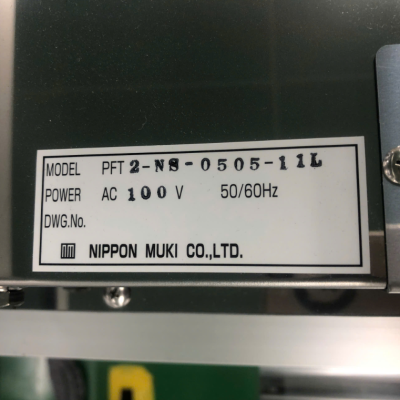 MODEL PFT 2-NS-0505-11L
POWER AC 100 V 50/60Hz
DWG.No.
NIPPON MUKI CO.,LTD.